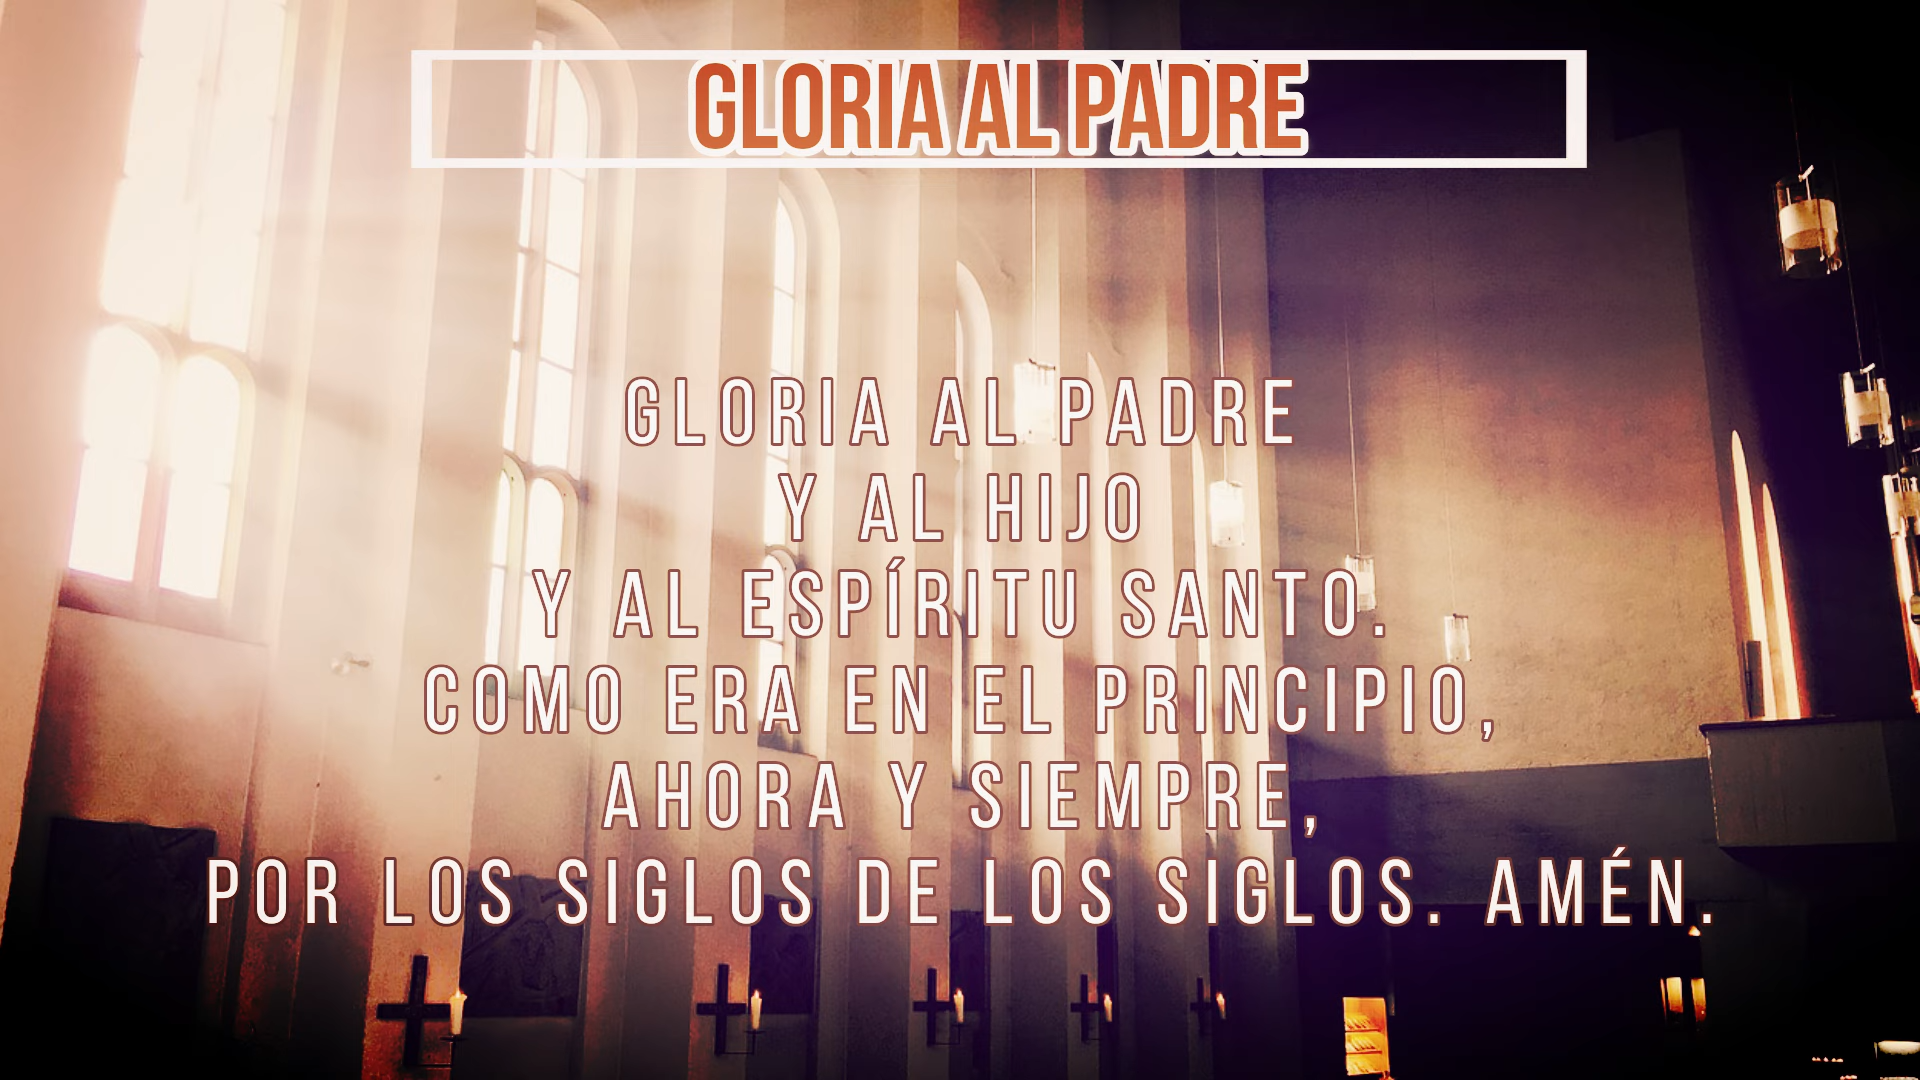 GLORIA AL PADRE
GLORIA AL PADRE
Y AL HIJO
Y AL ESPÍRITU SANTO.
COMO ERA EN EL PRINCIPIO,
AHORA Y SIEMPRE,
POR LOS SIGLOS DE LOS SIGLOS. AMÉN.